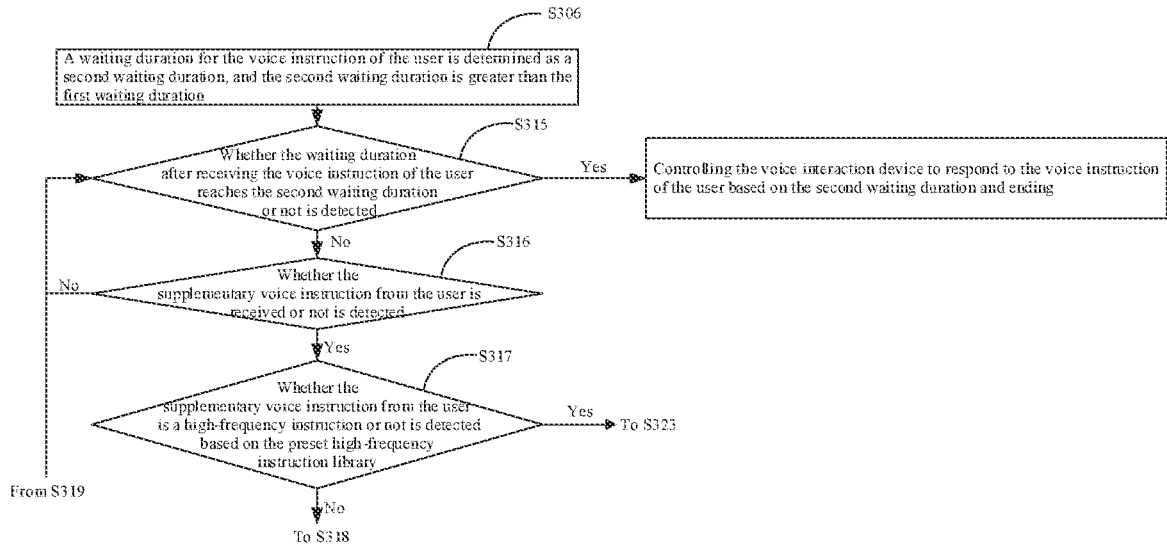 S306
A waiting duration for the voice instruction of the user is determined as a
second waiting duration, and the second waiting duration is greater than the
first waiting duration
S315
Whether the waiting duration
after receiving the voice instruction of the user
reaches the second waiting duration
or not is detected
Yes
Controlling the voice interaction device to respond to the voice instruction
of the user based on the second waiting duration and ending
No
S316
Whether the
supplementary voice instruction from the user is
received or not is detected
No
Yes
S317
Whether the
supplementary voice instruction from the user
is a high-frequency instruction or not is detected
based on the preset high-frequency
instruction library
Yes
To S323
From S319
No
To S318